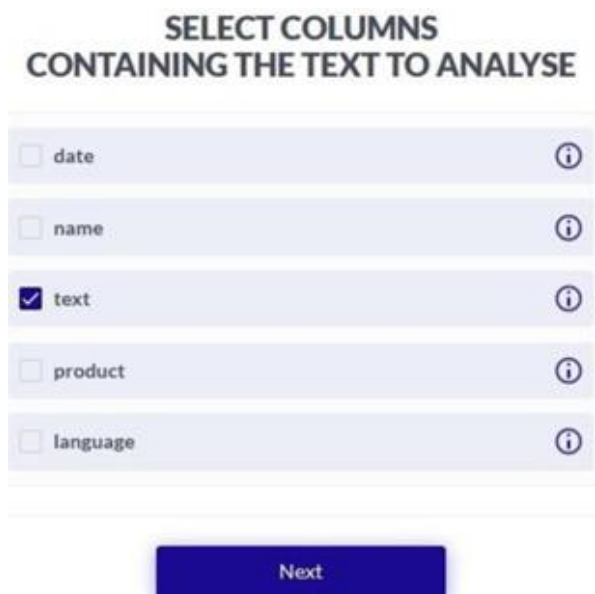 SELECT COLUMNS
CONTAINING THE TEXT TO ANALYSE
date
name
text
product
language
Next